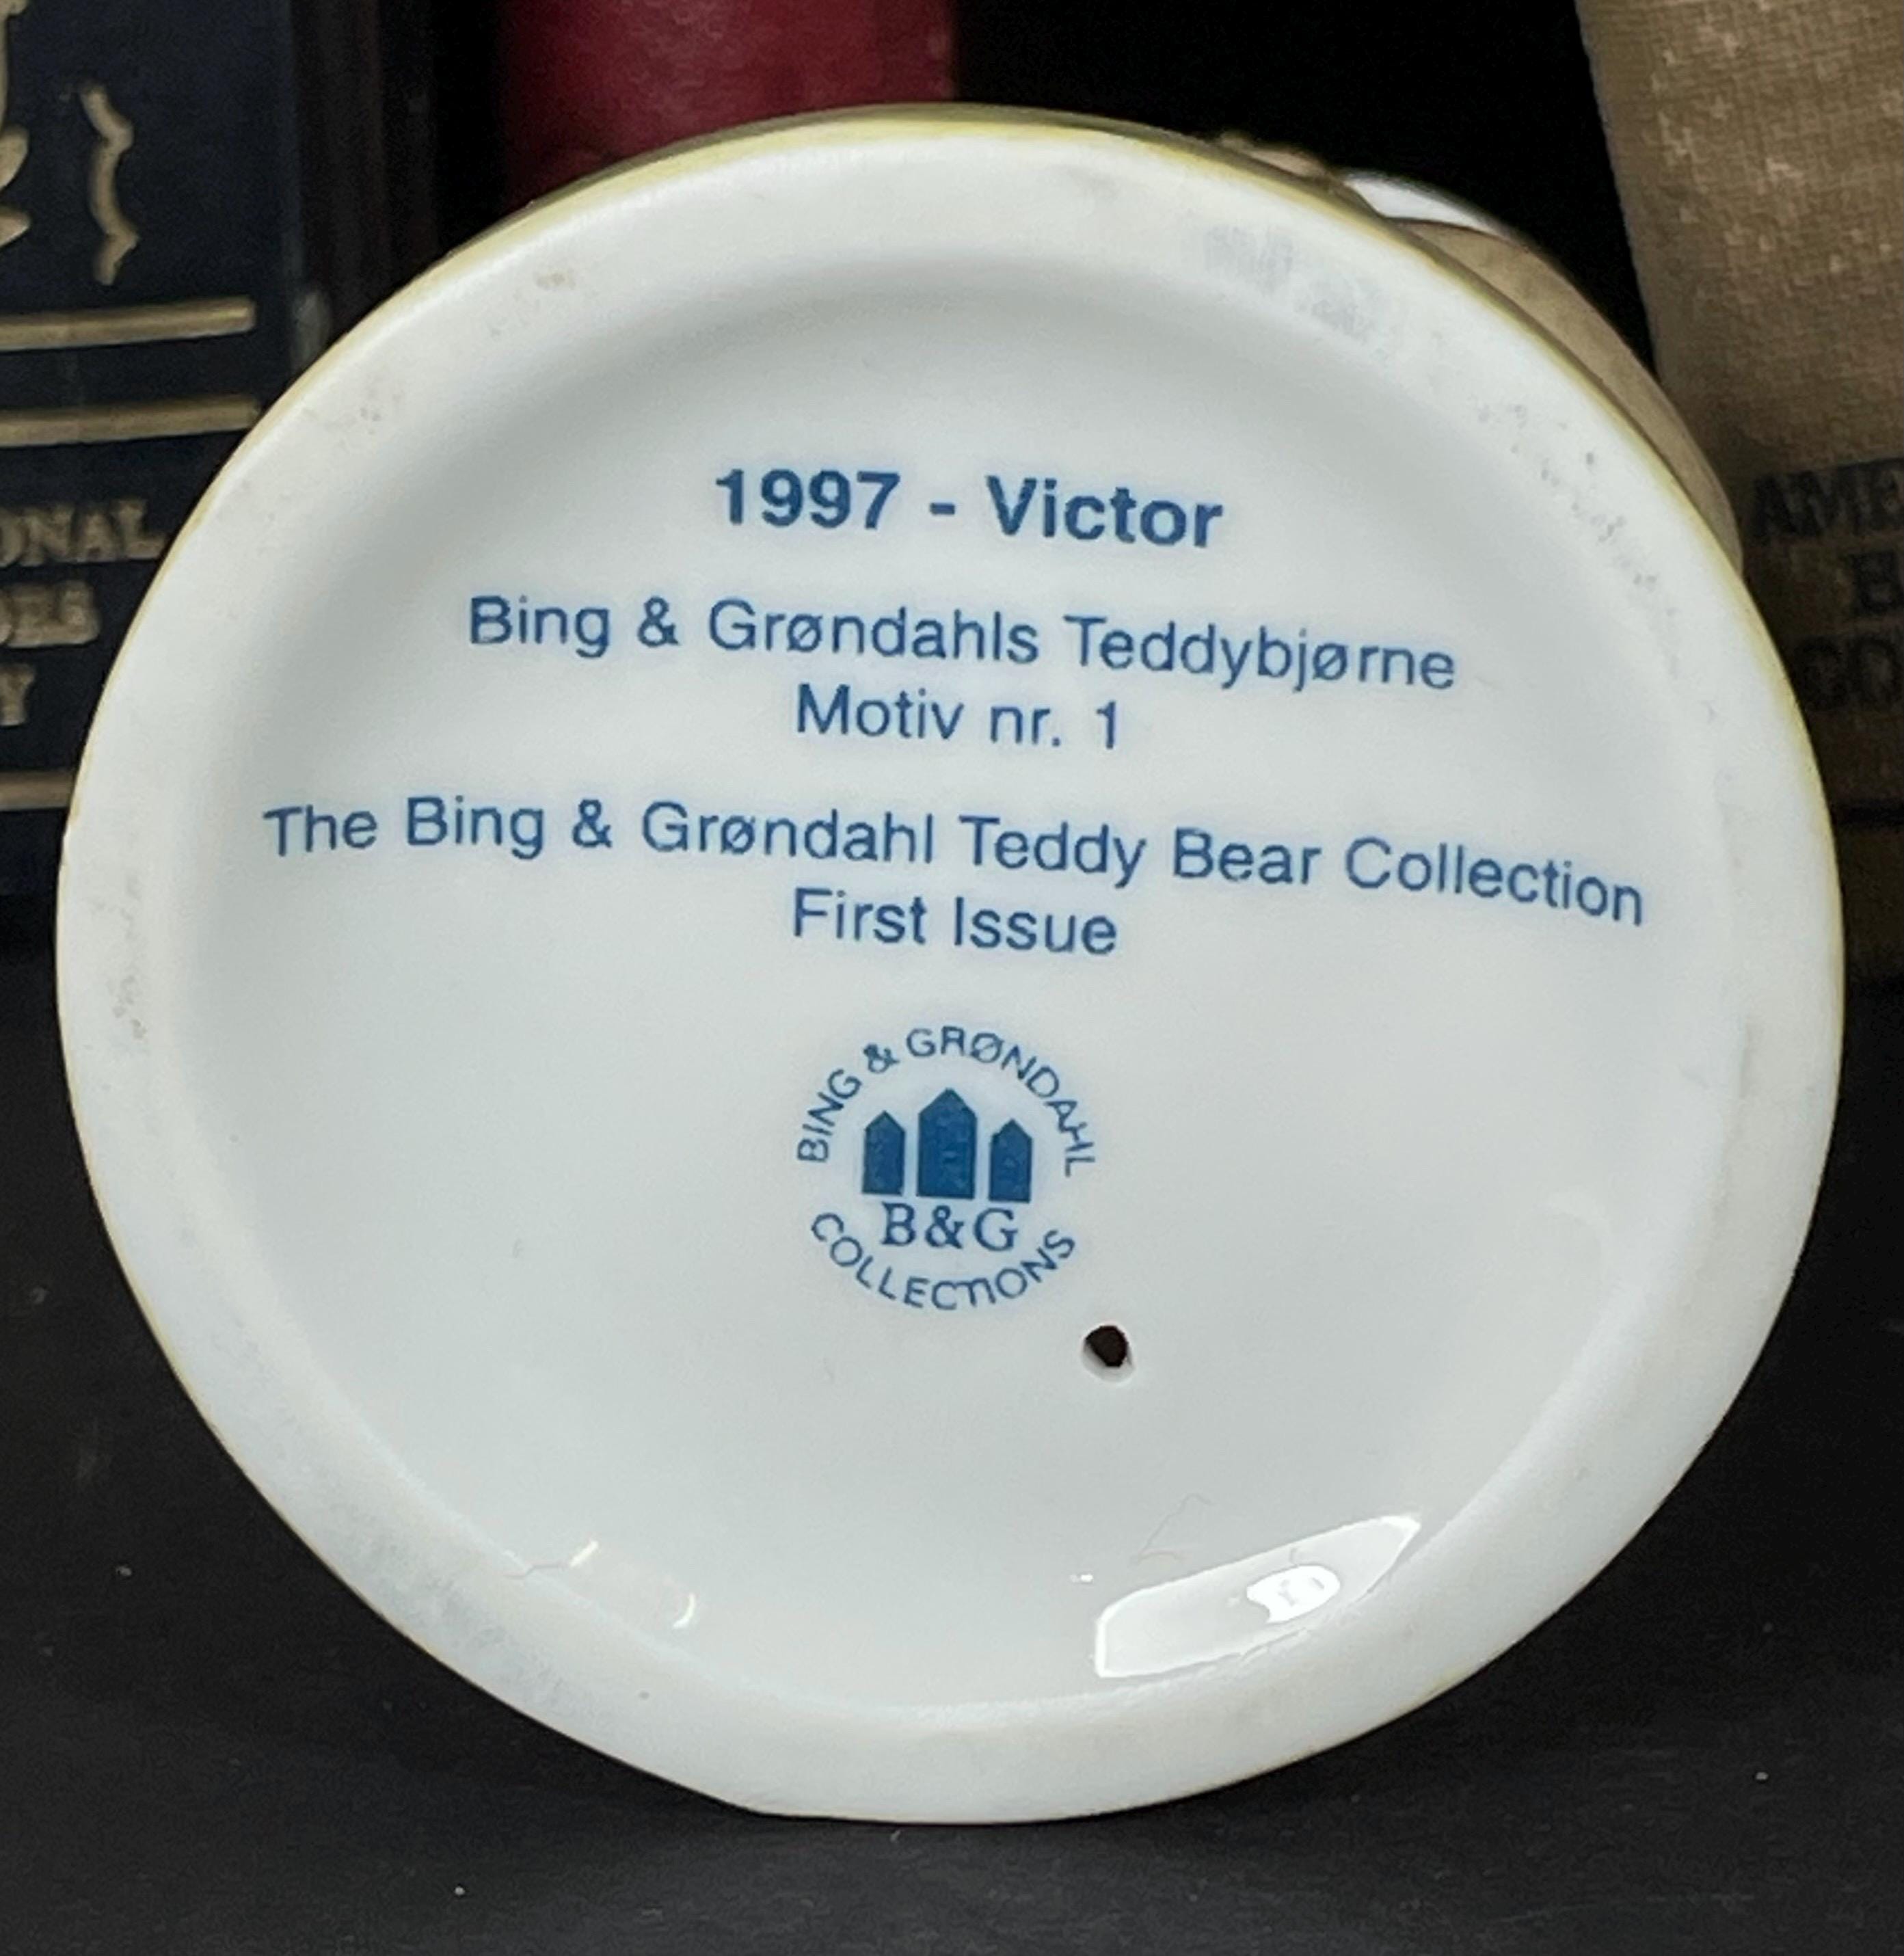 1997 - Victor
Bing & Grøndahls Teddybjørne
Motiv nr. 1
The Bing & Grøndahl Teddy Bear Collection
First Issue
BING & GRØNDAHL
B&G
COLLECTIONS